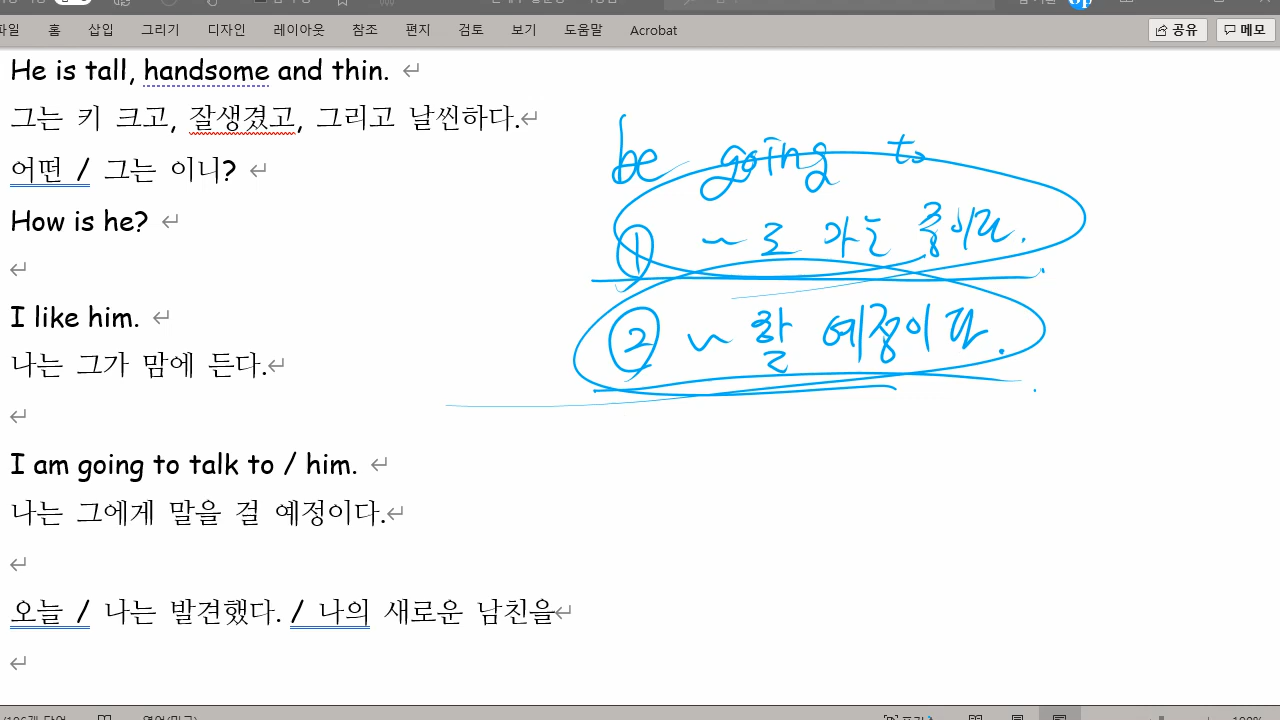 파일 홈 삽입 그리기 디자인 레이아웃 참조 편지 검토 보기 도움말 Acrobat 공유 메모
He is tall, handsome and thin.
그는 키 크고, 잘생겼고, 그리고 날씬하다.
어떤 / 그는 이니?
How is he?
I like him.
나는 그가 맘에 든다.
I am going to talk to / him.
나는 그에게 말을 걸 예정이다.
오늘 / 나는 발견했다. / 나의 새로운 남친을
be going to
① ~로 가는 중이다.
② ~할 예정이다.